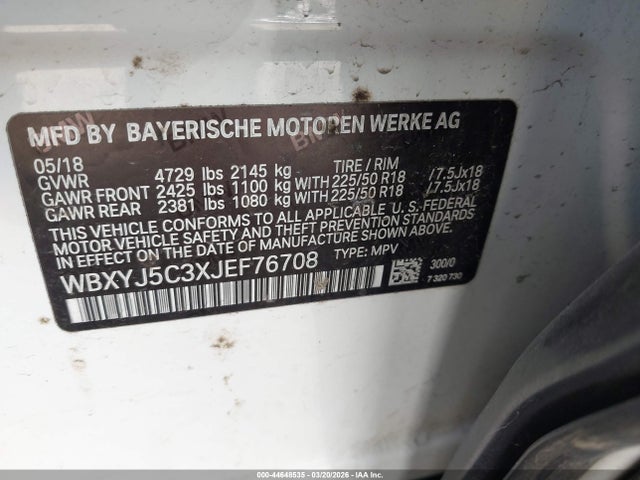 MFD BY BAYERISCHE MOTOREN WERKE AG
05/18 TIRE / RIM
GVWR 4729 lbs 2145 kg
GAWR FRONT 2425 lbs 1100 kg WITH 225/50 R18 /7.5Jx18
GAWR REAR 2381 lbs 1080 kg WITH 225/50 R18 /7.5Jx18
THIS VEHICLE CONFORMS TO ALL APPLICABLE U. S. FEDERAL
MOTOR VEHICLE SAFETY AND THEFT PREVENTION STANDARDS
IN EFFECT ON THE DATE OF MANUFACTURE SHOWN ABOVE.
WBXYJ5C3XJEF76708 TYPE: MPV
300/0
7 320 730
000-44648535 | 03/20/2026 - IAAI.COM